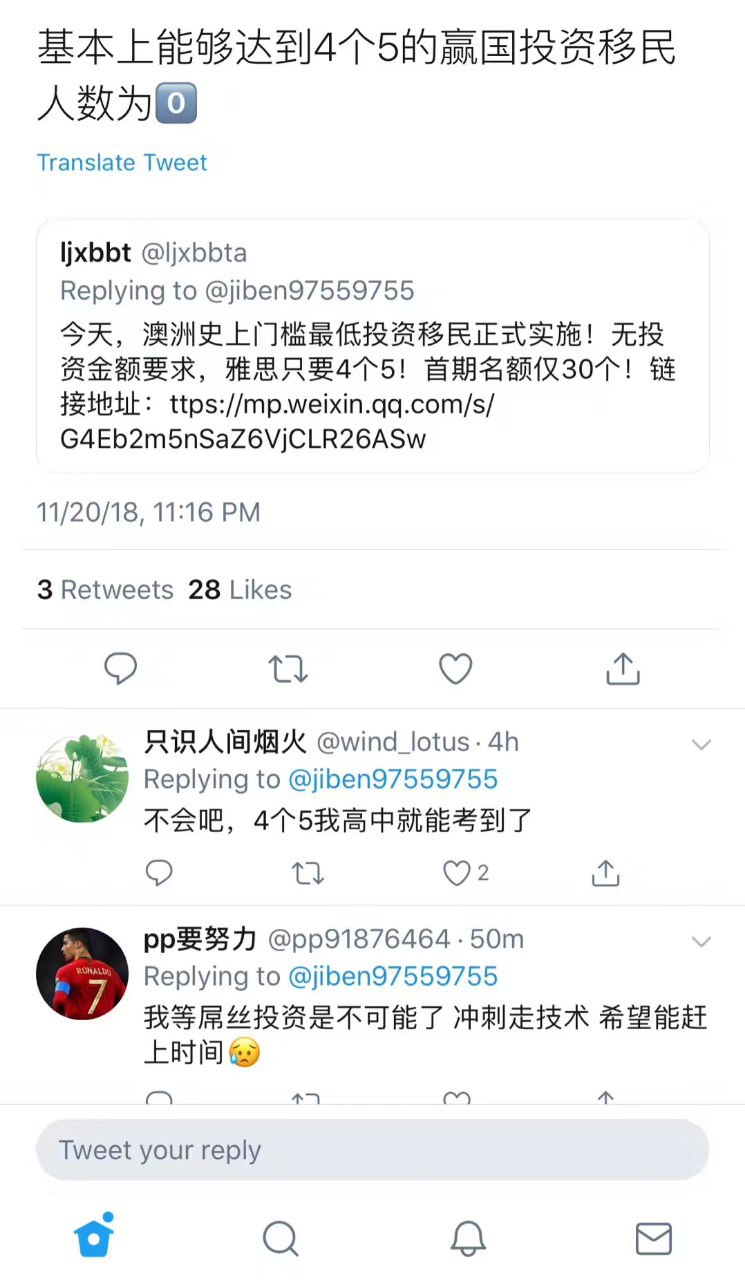 基本上能够达到4个5的赢国投资移民
人数为0️⃣
Translate Tweet
ljxbbt @ljxbbta
Replying to @jiben97559755
今天，澳洲史上门槛最低投资移民正式实施！无投
资金额要求，雅思只要4个5！首期名额仅30个！链
接地址：ttps://mp.weixin.qq.com/s/
G4Eb2m5nSaZ6VjCLR26ASw
11/20/18, 11:16 PM
3 Retweets 28 Likes
只识人间烟火 @wind_lotus · 4h
Replying to @jiben97559755
不会吧，4个5我高中就能考到了
2
pp要努力 @pp91876464 · 50m
RONALDO
7
Replying to @jiben97559755
我等屌丝投资是不可能了 冲刺走技术 希望能赶
上时间😥
Tweet your reply